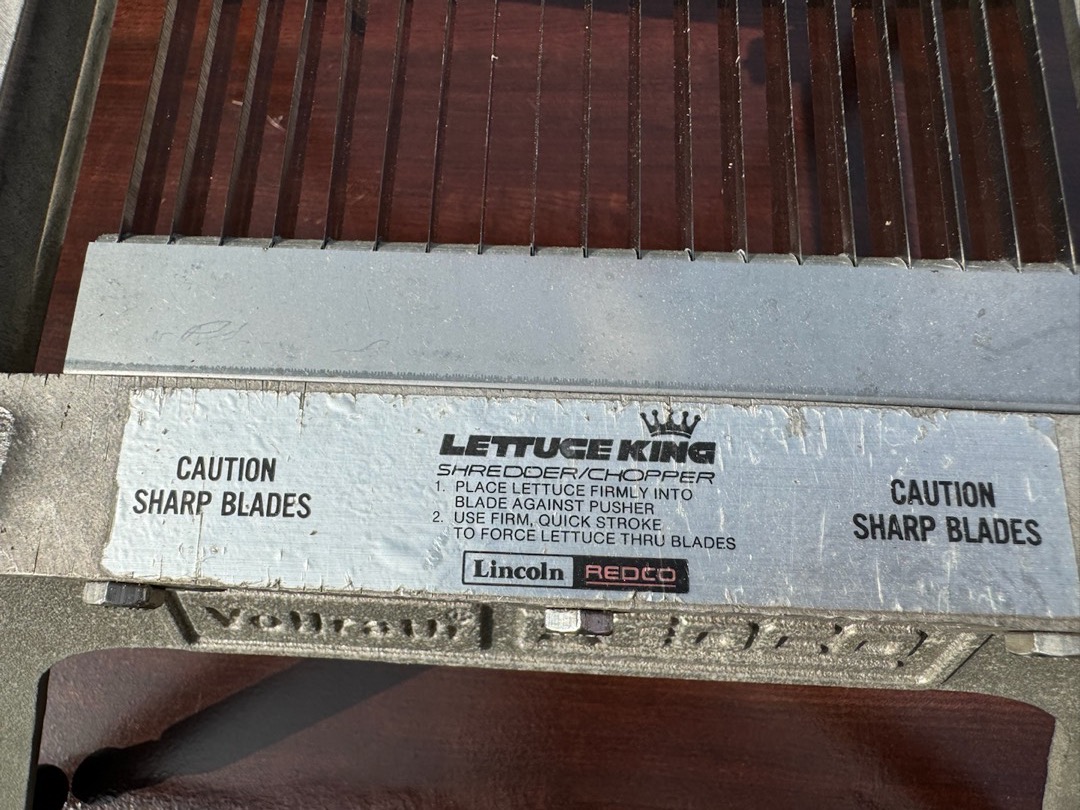 LETTUCE KING
SHREDDER/CHOPPER
CAUTION
SHARP BLADES
1. PLACE LETTUCE FIRMLY INTO
BLADE AGAINST PUSHER
2. USE FIRM, QUICK STROKE
TO FORCE LETTUCE THRU BLADES
CAUTION
SHARP BLADES
Lincoln REDCO
Vollrath®